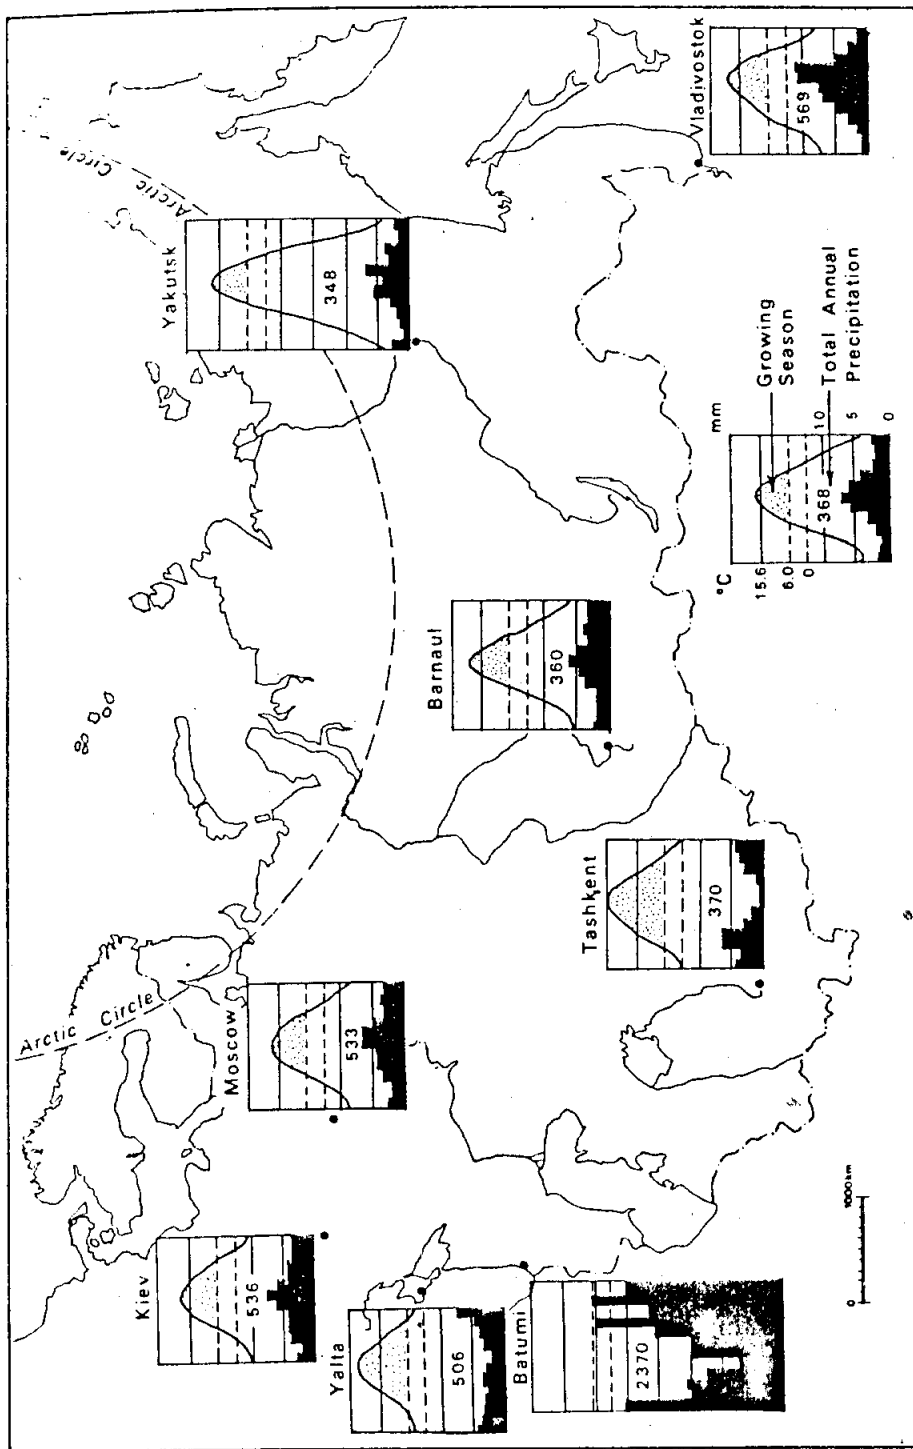 Arctic Circle
Arctic Circle
Kiev
536
Yalta
506
Batumi
2370
Moscow
533
Tashkent
370
Barnaul
360
Yakutsk
348
Vladivostok
569
°C
15.6
6.0
0
mm
10
5
0
368
Growing
Season
Total Annual
Precipitation
0
1000km